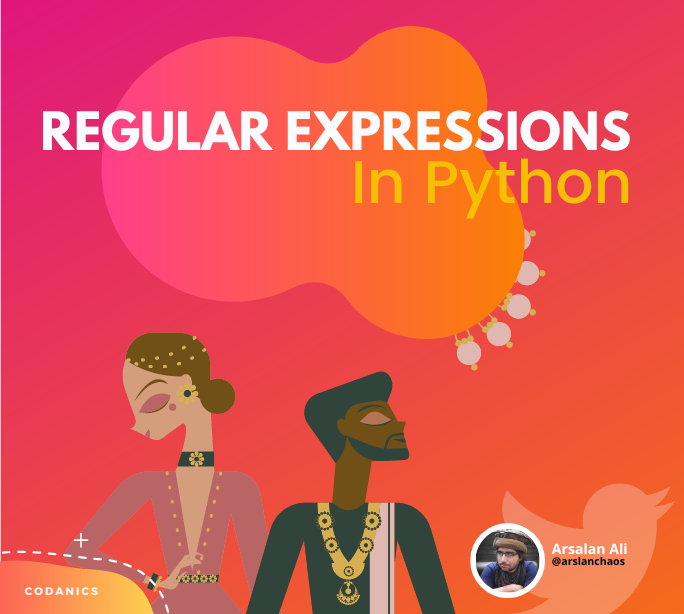 REGULAR EXPRESSIONS
In Python
Arsalan Ali
@arslanchaos
CODANICS